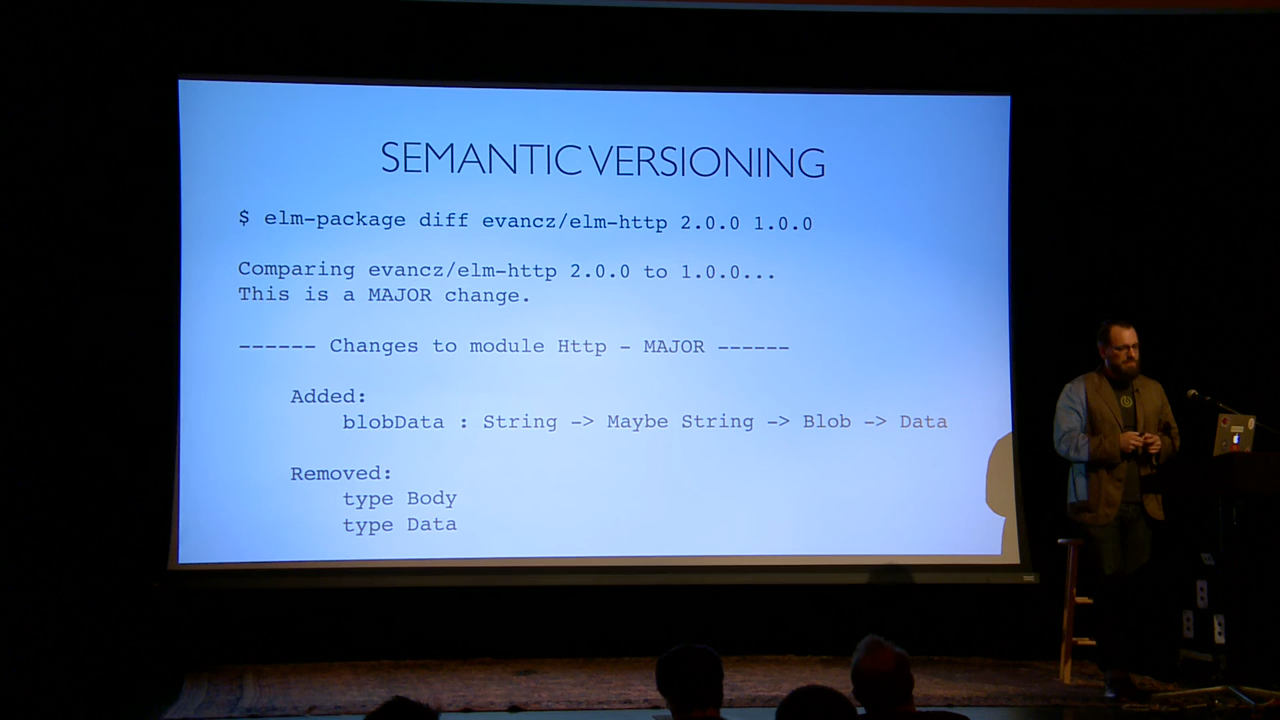 SEMANTIC VERSIONING
$ elm-package diff evancz/elm-http 2.0.0 1.0.0
Comparing evancz/elm-http 2.0.0 to 1.0.0...
This is a MAJOR change.
------ Changes to module Http - MAJOR ------
Added:
blobData : String -> Maybe String -> Blob -> Data
Removed:
type Body
type Data